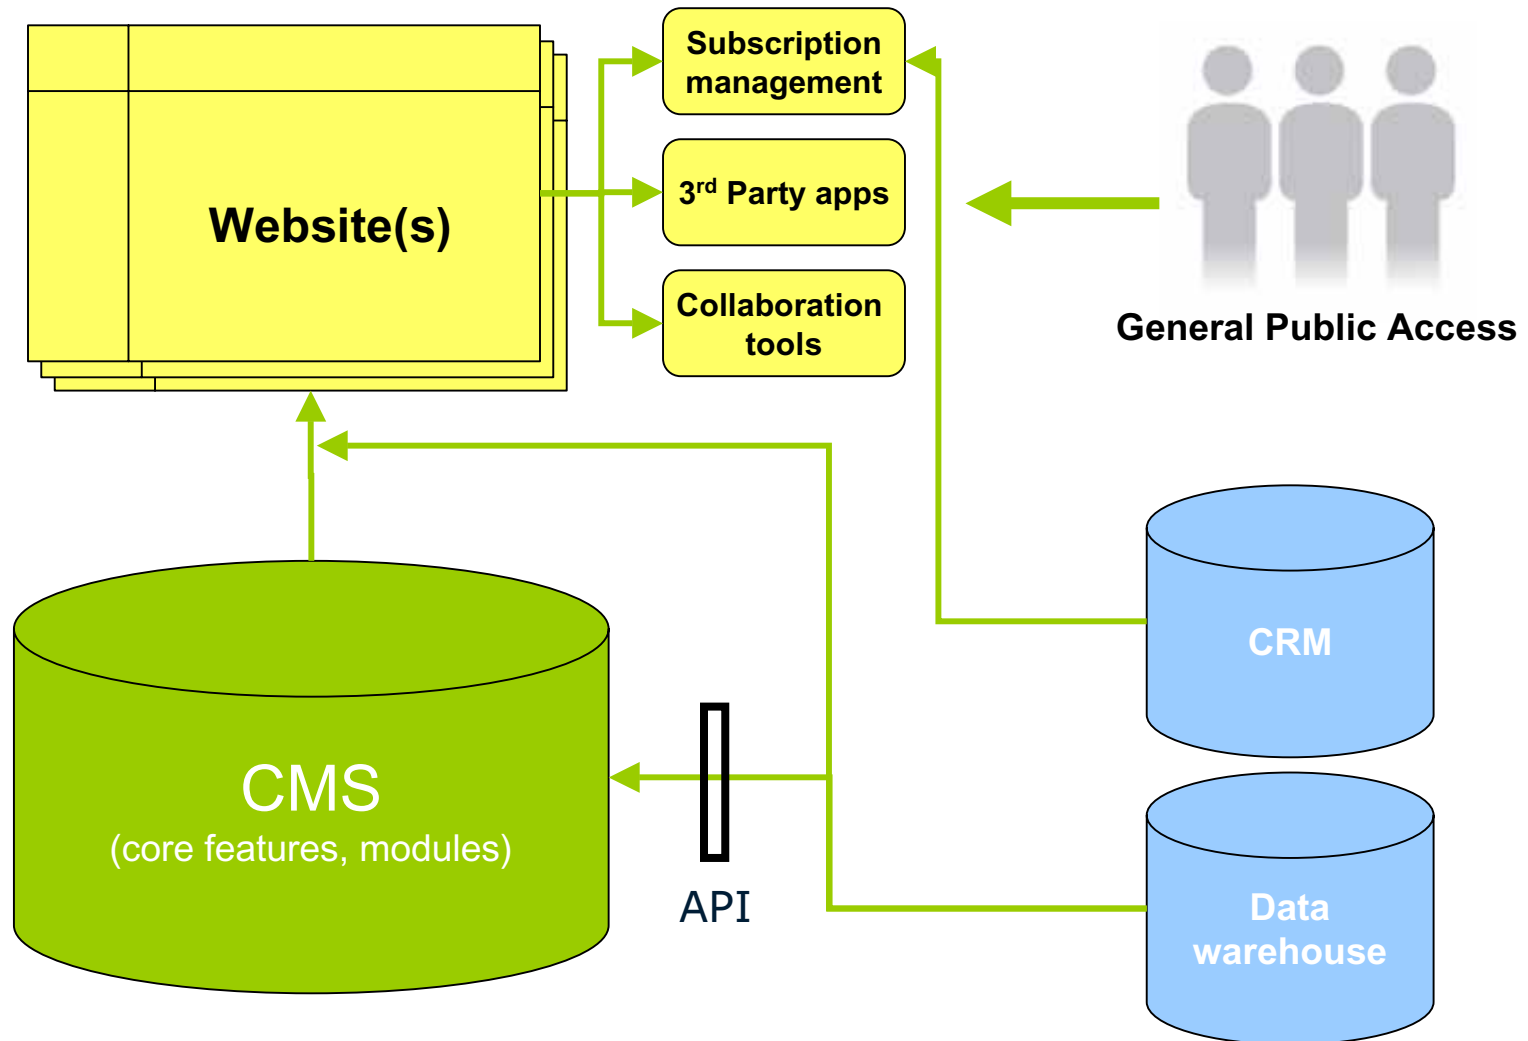 Subscription
management
3rd Party apps
Website(s)
Collaboration
tools
General Public Access
CRM
CMS
(core features, modules)
API
Data
warehouse